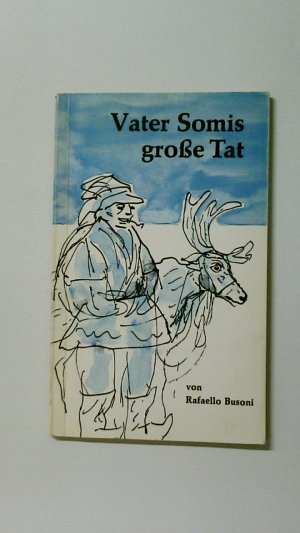 Vater Somis
große Tat
von
Rafaello Busoni